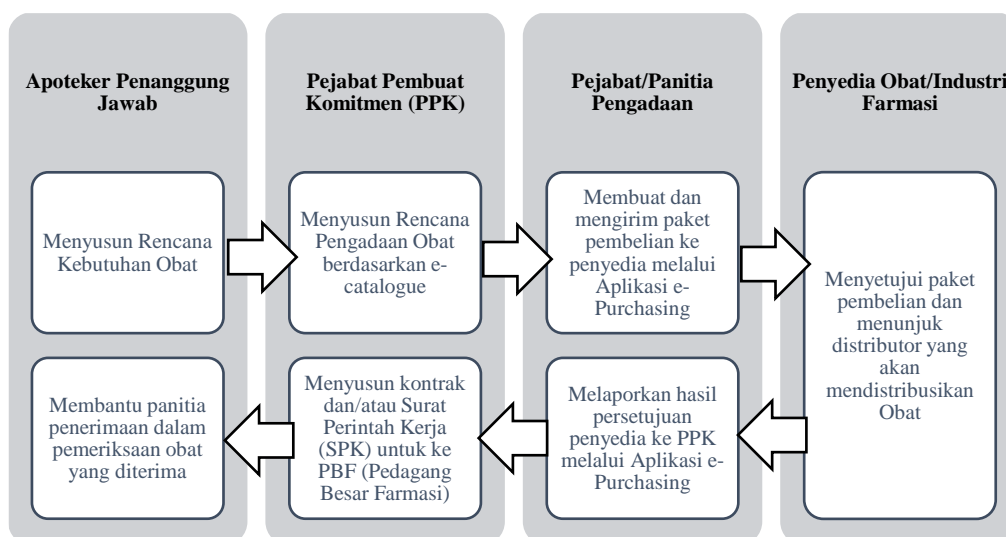 Apoteker Penanggung
Jawab
Pejabat Pembuat
Komitmen (PPK)
Pejabat/Panitia
Pengadaan
Penyedia Obat/Industri
Farmasi
Menyusun Rencana
Kebutuhan Obat
Menyusun Rencana
Pengadaan Obat
berdasarkan e-
catalogue
Membuat dan
mengirim paket
pembelian ke
penyedia melalui
Aplikasi e-
Purchasing
Menyetujui paket
pembelian dan
menunjuk
distributor yang
akan
mendistribusikan
Obat
Melaporkan hasil
persetujuan
penyedia ke PPK
melalui Aplikasi e-
Purchasing
Menyusun kontrak
dan/atau Surat
Perintah Kerja
(SPK) untuk ke
PBF (Pedagang
Besar Farmasi)
Membantu panitia
penerimaan dalam
pemeriksaan obat
yang diterima